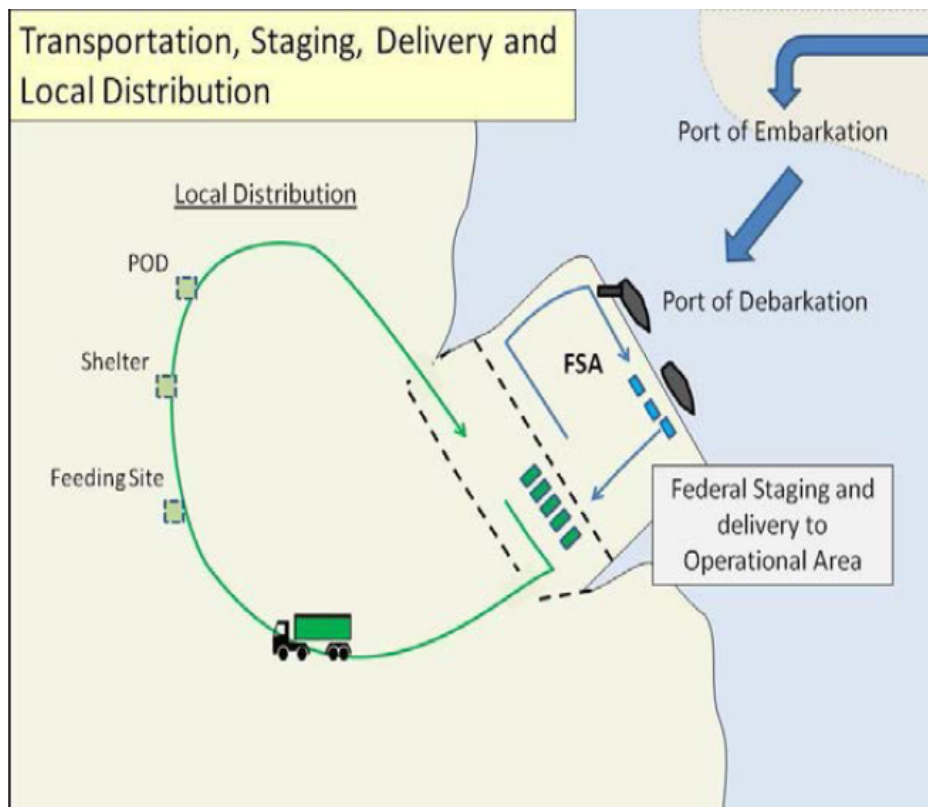 Transportation, Staging, Delivery and
Local Distribution
Port of Embarkation
Local Distribution
POD
Port of Debarkation
Shelter
FSA
Feeding Site
Federal Staging and
delivery to
Operational Area